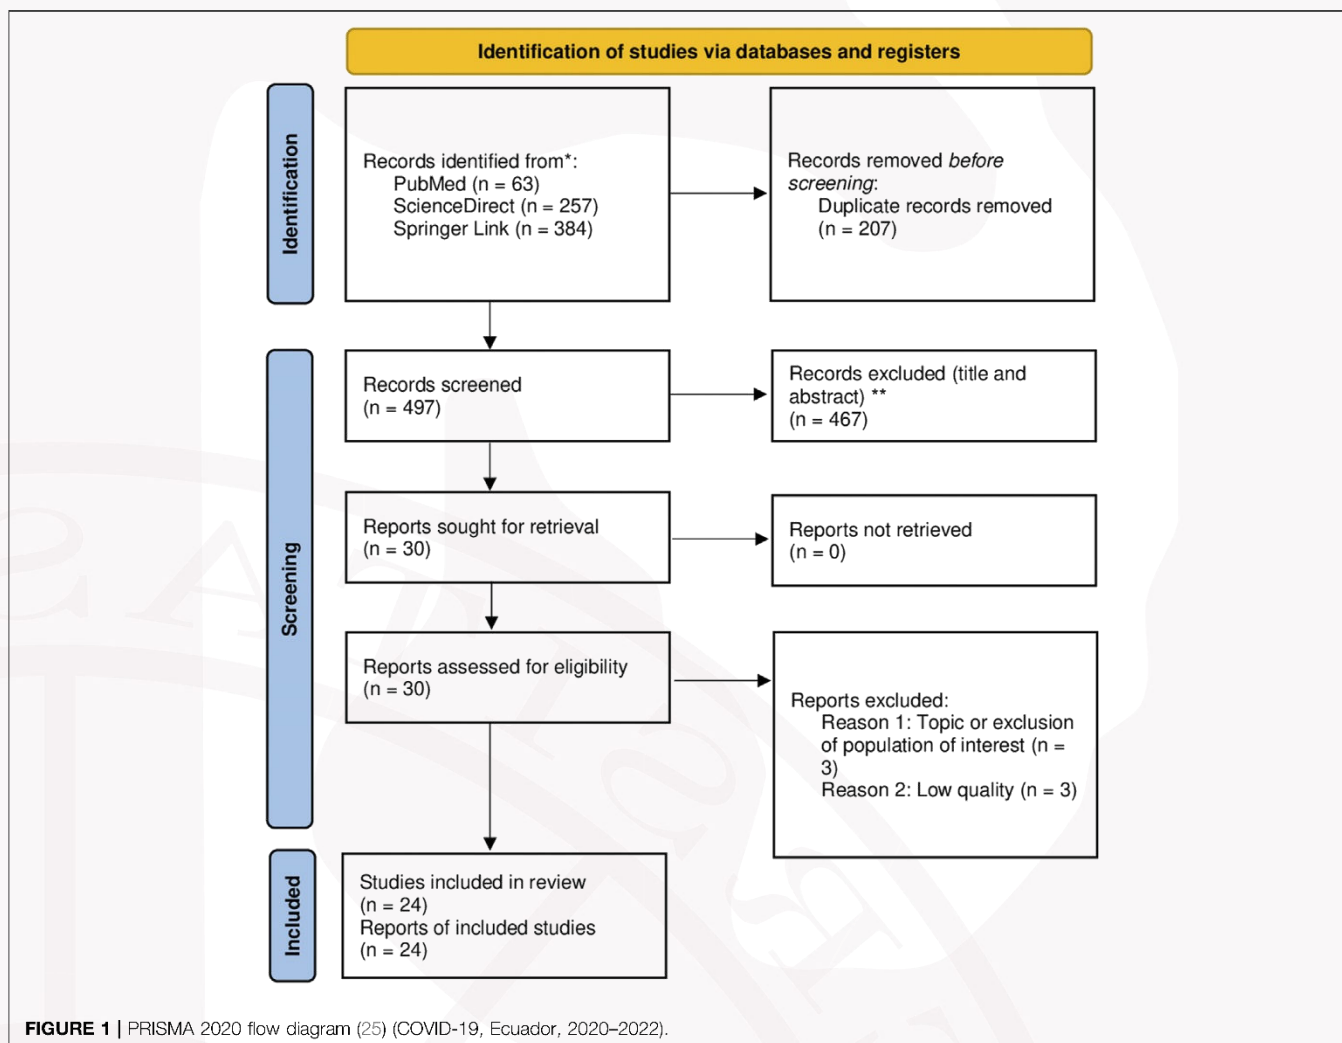 Identification of studies via databases and registers
Identification
Records identified from*:
PubMed (n = 63)
ScienceDirect (n = 257)
Springer Link (n = 384)
Records removed before
screening:
Duplicate records removed
(n = 207)
Screening
Records screened
(n = 497)
Records excluded (title and
abstract) **
(n = 467)
Reports sought for retrieval
(n = 30)
Reports not retrieved
(n = 0)
Reports assessed for eligibility
(n = 30)
Reports excluded:
Reason 1: Topic or exclusion
of population of interest (n =
3)
Reason 2: Low quality (n = 3)
Included
Studies included in review
(n = 24)
Reports of included studies
(n = 24)
FIGURE 1 | PRISMA 2020 flow diagram (25) (COVID-19, Ecuador, 2020–2022).